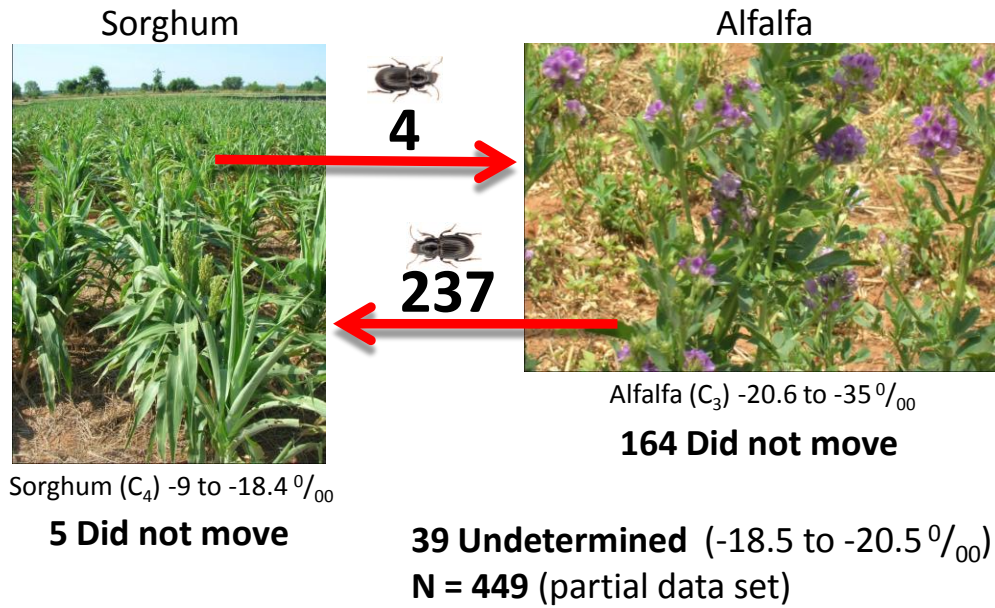 Sorghum
Alfalfa
4
237
Alfalfa (C₃) -20.6 to -35 ⁰/₀₀
164 Did not move
Sorghum (C₄) -9 to -18.4 ⁰/₀₀
5 Did not move
39 Undetermined (-18.5 to -20.5 ⁰/₀₀)
N = 449 (partial data set)